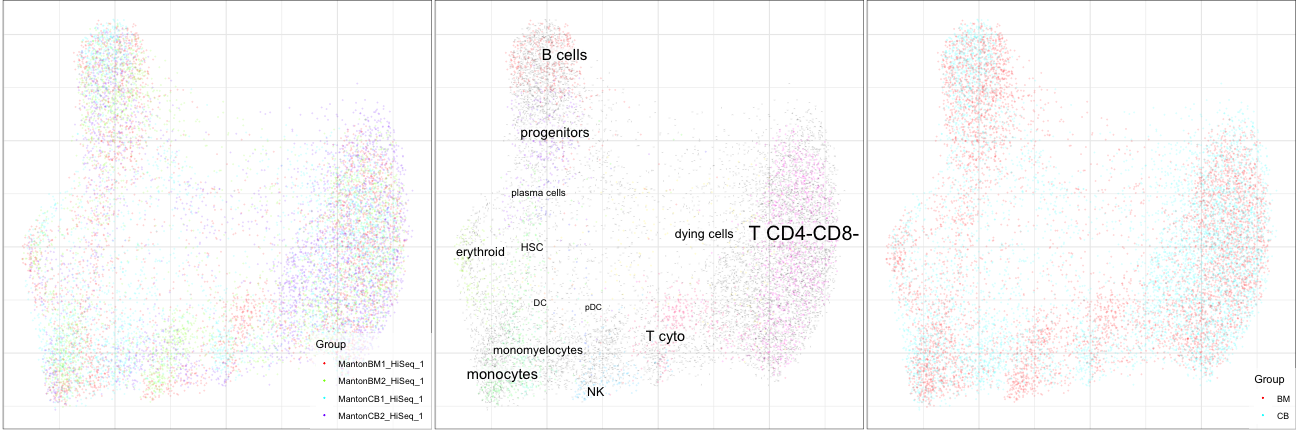 Group
MantonBM1_HiSeq_1
MantonBM2_HiSeq_1
MantonCB1_HiSeq_1
MantonCB2_HiSeq_1
B cells
progenitors
plasma cells
dying cells
T CD4-CD8-
erythroid
HSC
DC
pDC
T cyto
monomyelocytes
monocytes
NK
Group
BM
CB